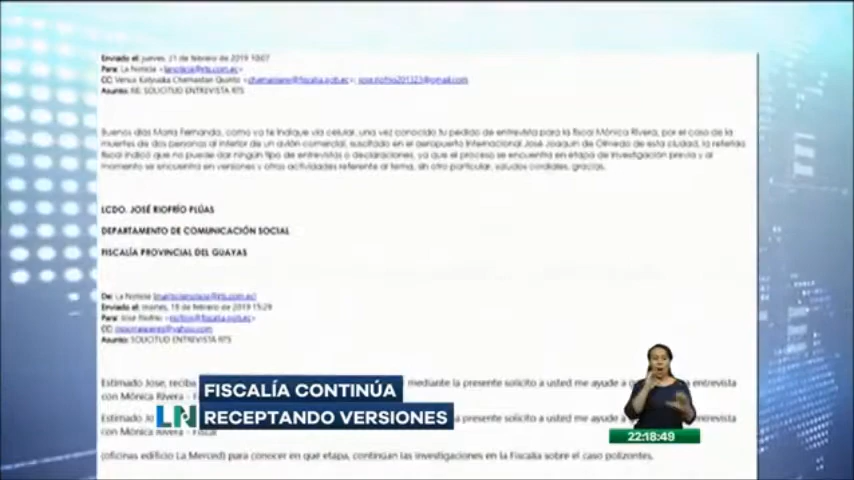 Enviado el: jueves, 21 de febrero de 2019 10:07
Para: La Noticia <lanoticia@rts.com.ec>
Asunto: RE: SOLICITUD ENTREVISTA RTS
Buenos días María Fernanda, como ya te indique vía celular, una vez conocido tu pedido de entrevista para la fiscal Mónica Rivera, por el caso de la
muertes de dos personas al interior de un avión comercial, suscitado en el aeropuerto Internacional José Joaquín de Olmedo de esta ciudad, la referida
fiscal indicó que no puede dar ningún tipo de entrevistas o declaraciones, ya que el proceso se encuentra en etapa de investigación previa y al
momento se encuentra en versiones y otras actividades referente al tema, sin otro particular, saludos cordiales, gracias.
LCDO. JOSÉ RIOFRÍO PLÚAS
DEPARTAMENTO DE COMUNICACIÓN SOCIAL
FISCALÍA PROVINCIAL DEL GUAYAS
De: La Noticia
Enviado el: martes, 19 de febrero de 2019 15:29
Para: Jose Riofrio
CC:
Asunto: SOLICITUD ENTREVISTA RTS
Estimado Jose, reciba mediante la presente solicito a usted me ayude a entrevista
con Mónica Rivera -
Estimado Jo a presente solicito a usted me ayude a entrevista
con Mónica Rivera - Fiscal
(oficinas edificio La Merced) para conocer en que etapa, continúan las investigaciones en la Fiscalía sobre el caso polizontes.
FISCALÍA CONTINÚA
LN RECEPTANDO VERSIONES
22:18:49